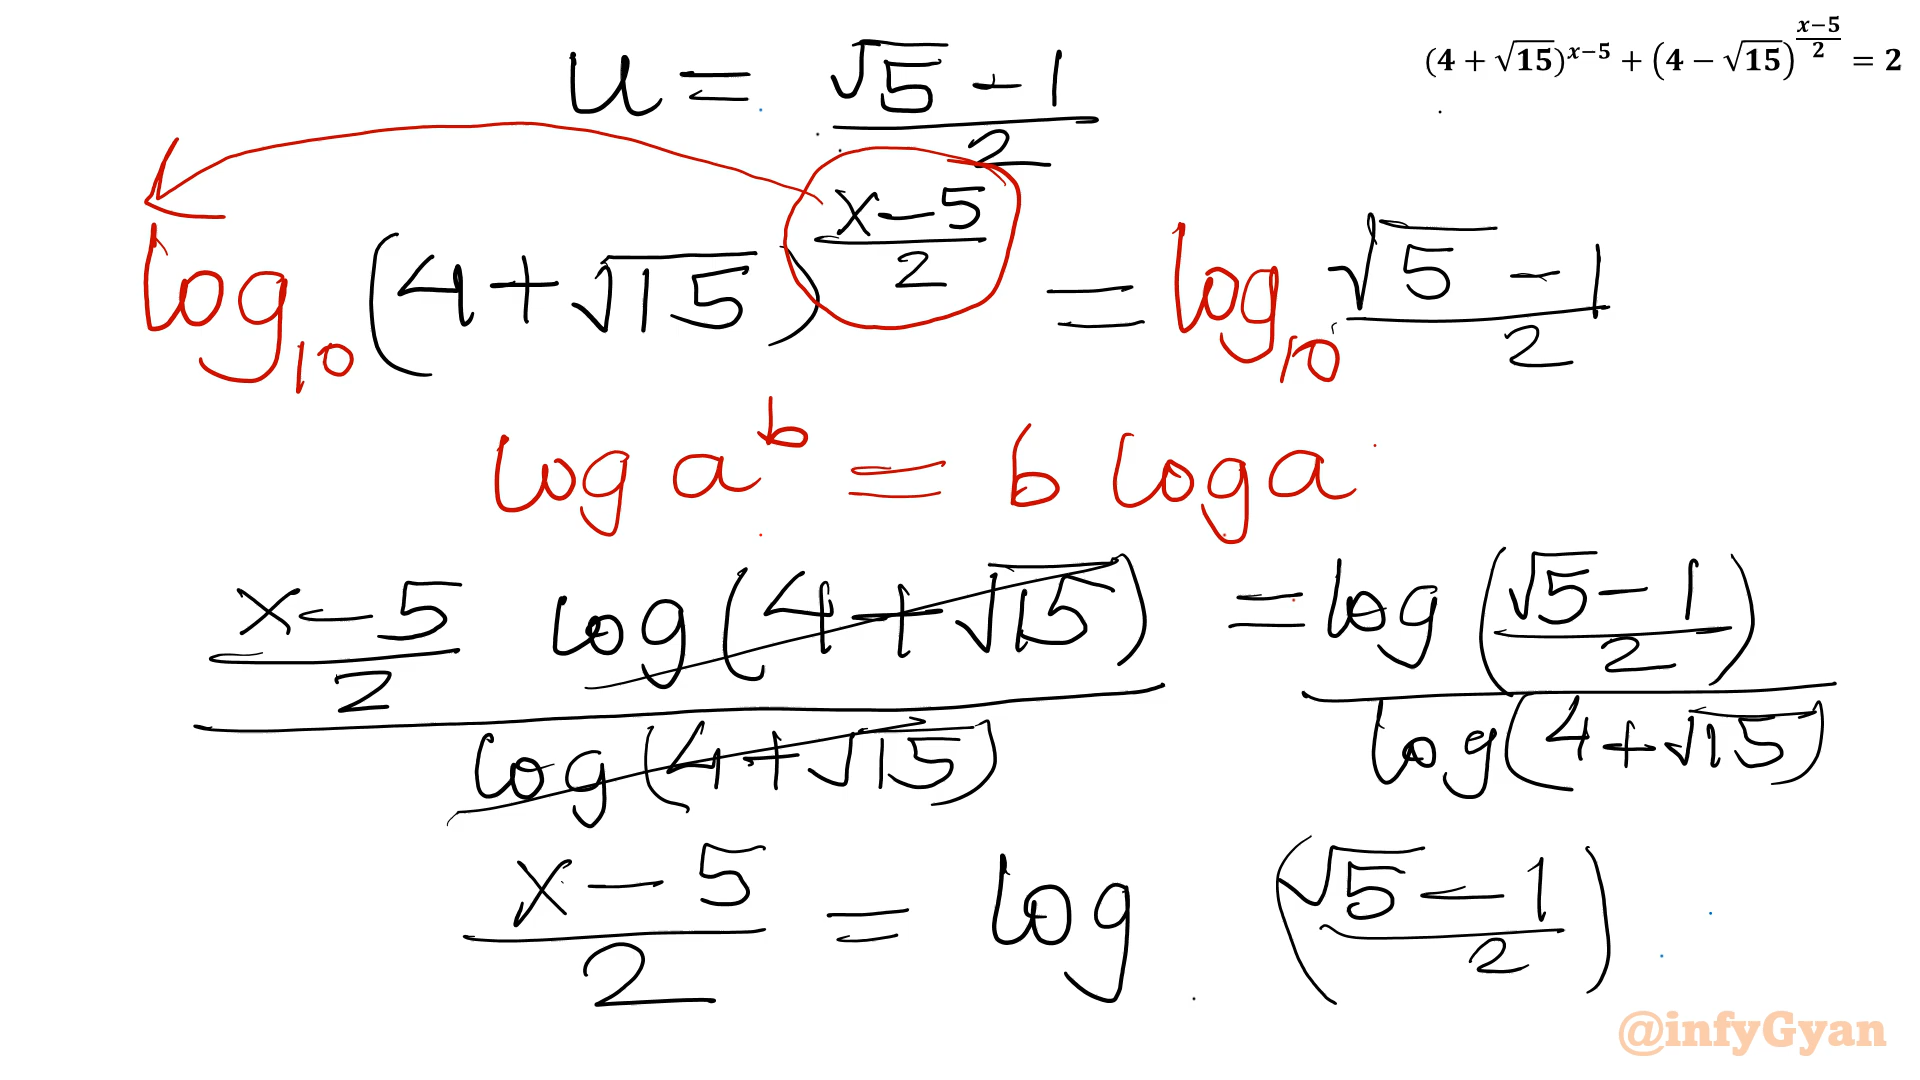 (4 + √15)^(x−5) + (4 − √15)^((x−5)/2) = 2
u = (√5 − 1)/2
log₁₀ (4 + √15)^((x−5)/2) = log₁₀ (√5 − 1)/2
log a^b = b log a
((x − 5)/2 log(4 + √15))/(log(4 + √15)) = (log((√5 − 1)/2))/(log(4 + √15))
(x − 5)/2 = log ((√5 − 1)/2)
@infyGyan